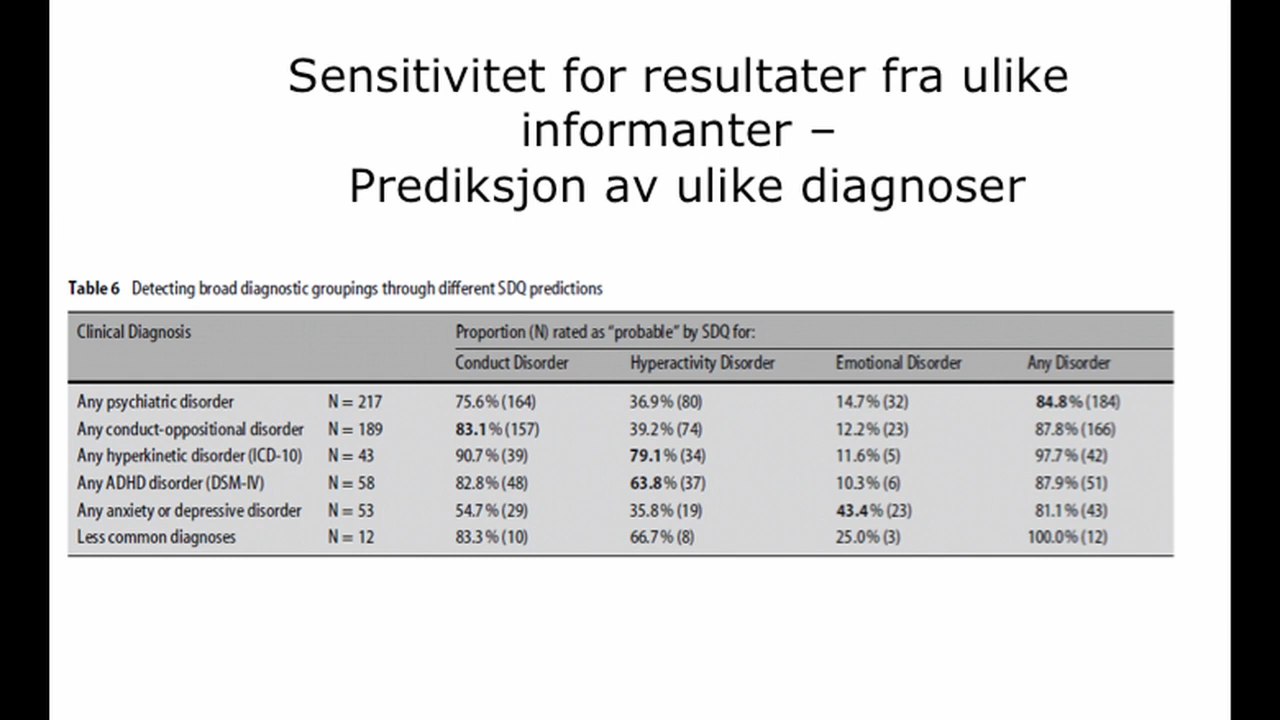 Sensitivitet for resultater fra ulike
informanter –
Prediksjon av ulike diagnoser
Table 6 Detecting broad diagnostic groupings through different SDQ predictions
Clinical Diagnosis Proportion (N) rated as “probable” by SDQ for:
Conduct Disorder Hyperactivity Disorder Emotional Disorder Any Disorder
Any psychiatric disorder N = 217 75.6% (164) 36.9% (80) 14.7% (32) 84.8% (184)
Any conduct-oppositional disorder N = 189 83.1% (157) 39.2% (74) 12.2% (23) 87.8% (166)
Any hyperkinetic disorder (ICD-10) N = 43 90.7% (39) 79.1% (34) 11.6% (5) 97.7% (42)
Any ADHD disorder (DSM-IV) N = 58 82.8% (48) 63.8% (37) 10.3% (6) 87.9% (51)
Any anxiety or depressive disorder N = 53 54.7% (29) 35.8% (19) 43.4% (23) 81.1% (43)
Less common diagnoses N = 12 83.3% (10) 66.7% (8) 25.0% (3) 100.0% (12)